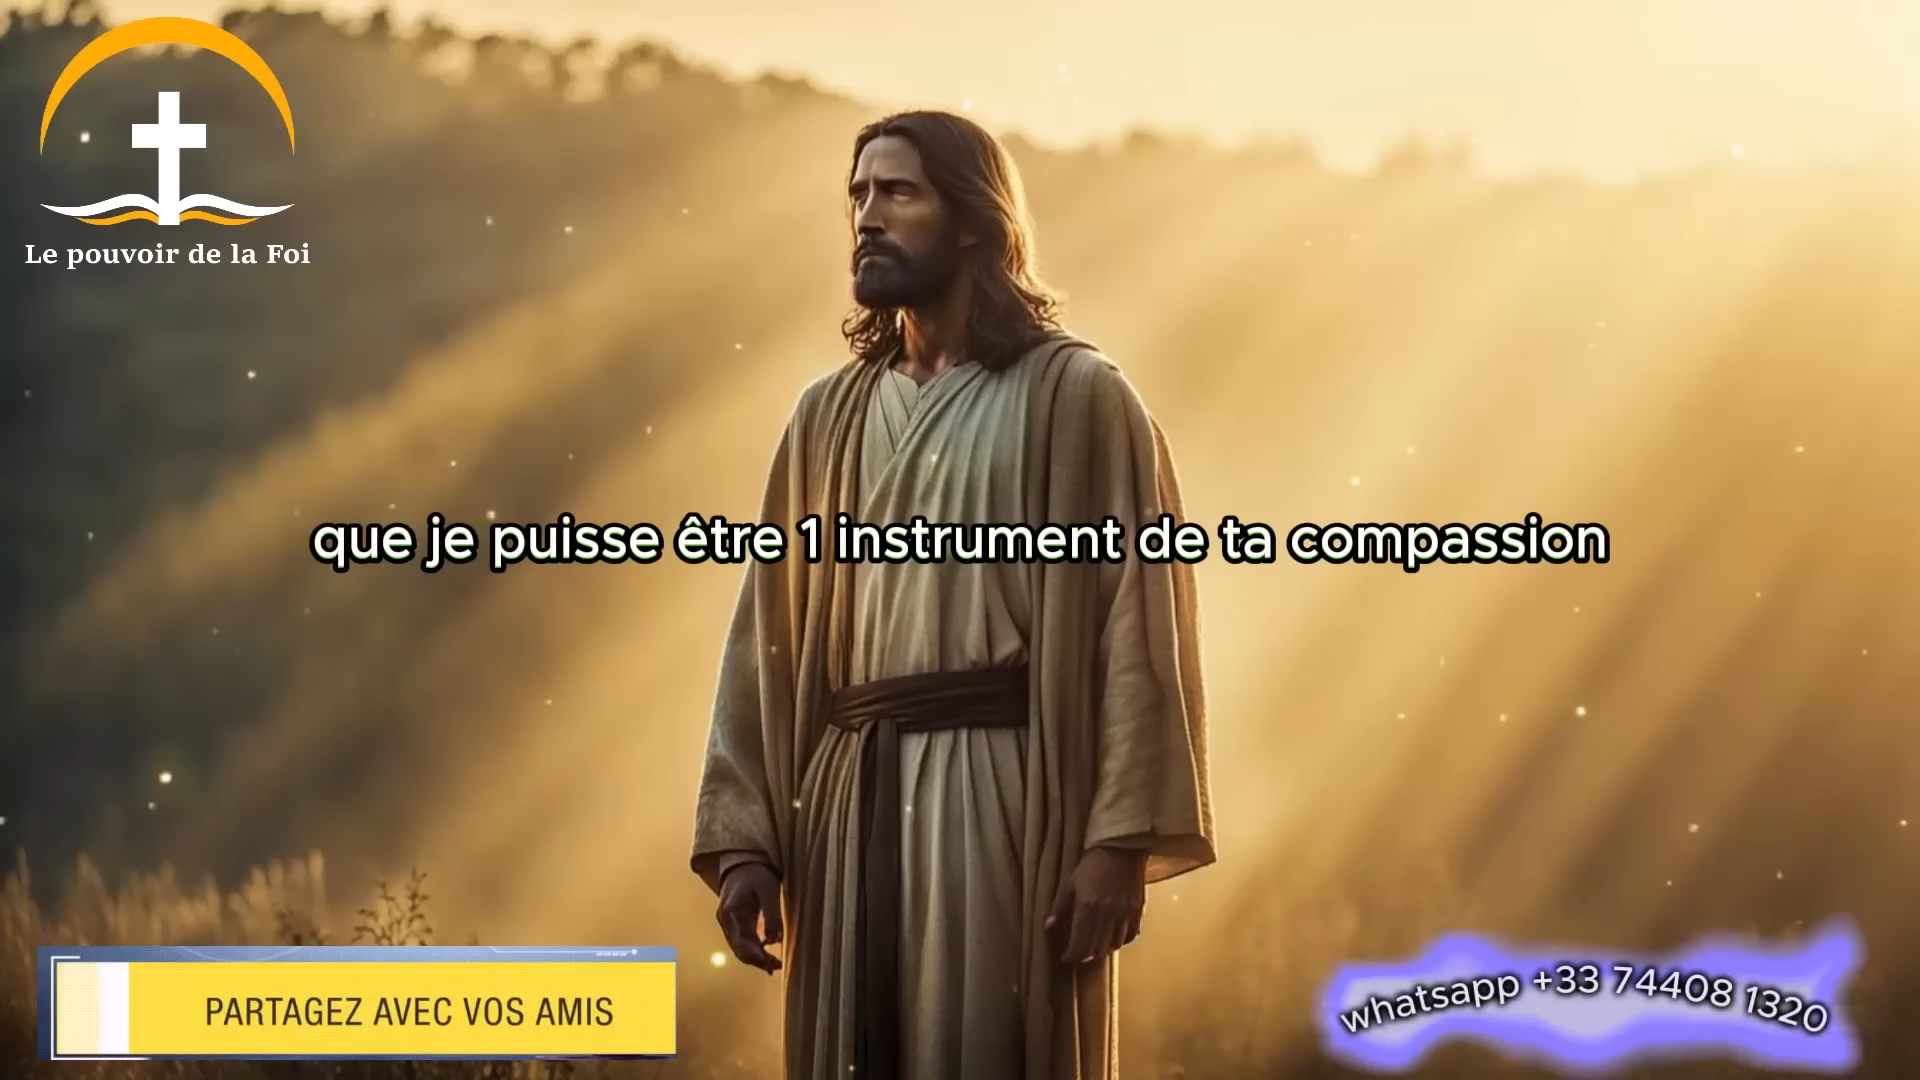 Le pouvoir de la Foi
que je puisse être 1 instrument de ta compassion
PARTAGEZ AVEC VOS AMIS
whatsapp +33 74408 1320